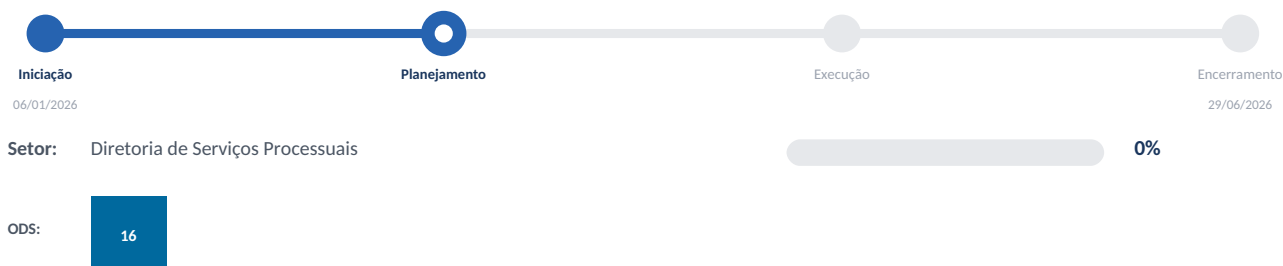 Iniciação Planejamento Execução Encerramento
06/01/2026 29/06/2026
Setor: Diretoria de Serviços Processuais 0%
ODS: 16